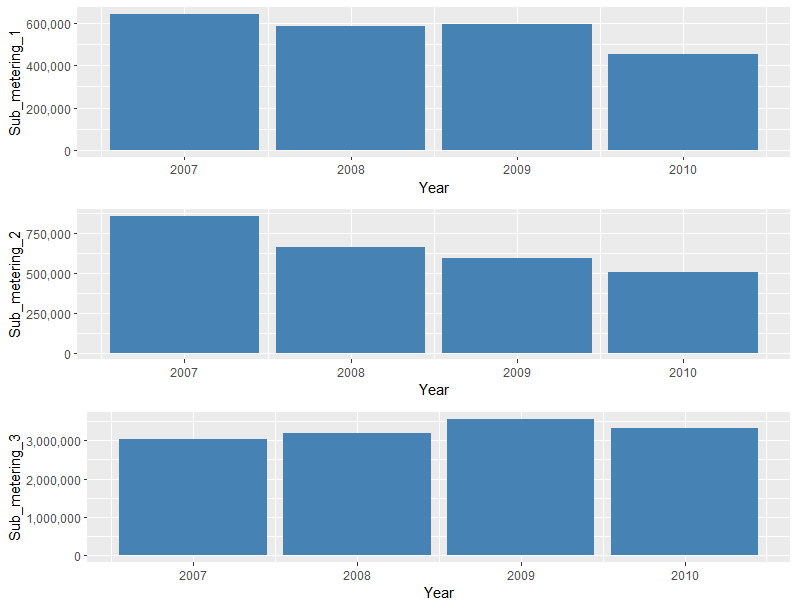 Sub_metering_1
600,000
400,000
200,000
0
2007 2008 2009 2010
Year
Sub_metering_2
750,000
500,000
250,000
0
2007 2008 2009 2010
Year
Sub_metering_3
3,000,000
2,000,000
1,000,000
0
2007 2008 2009 2010
Year